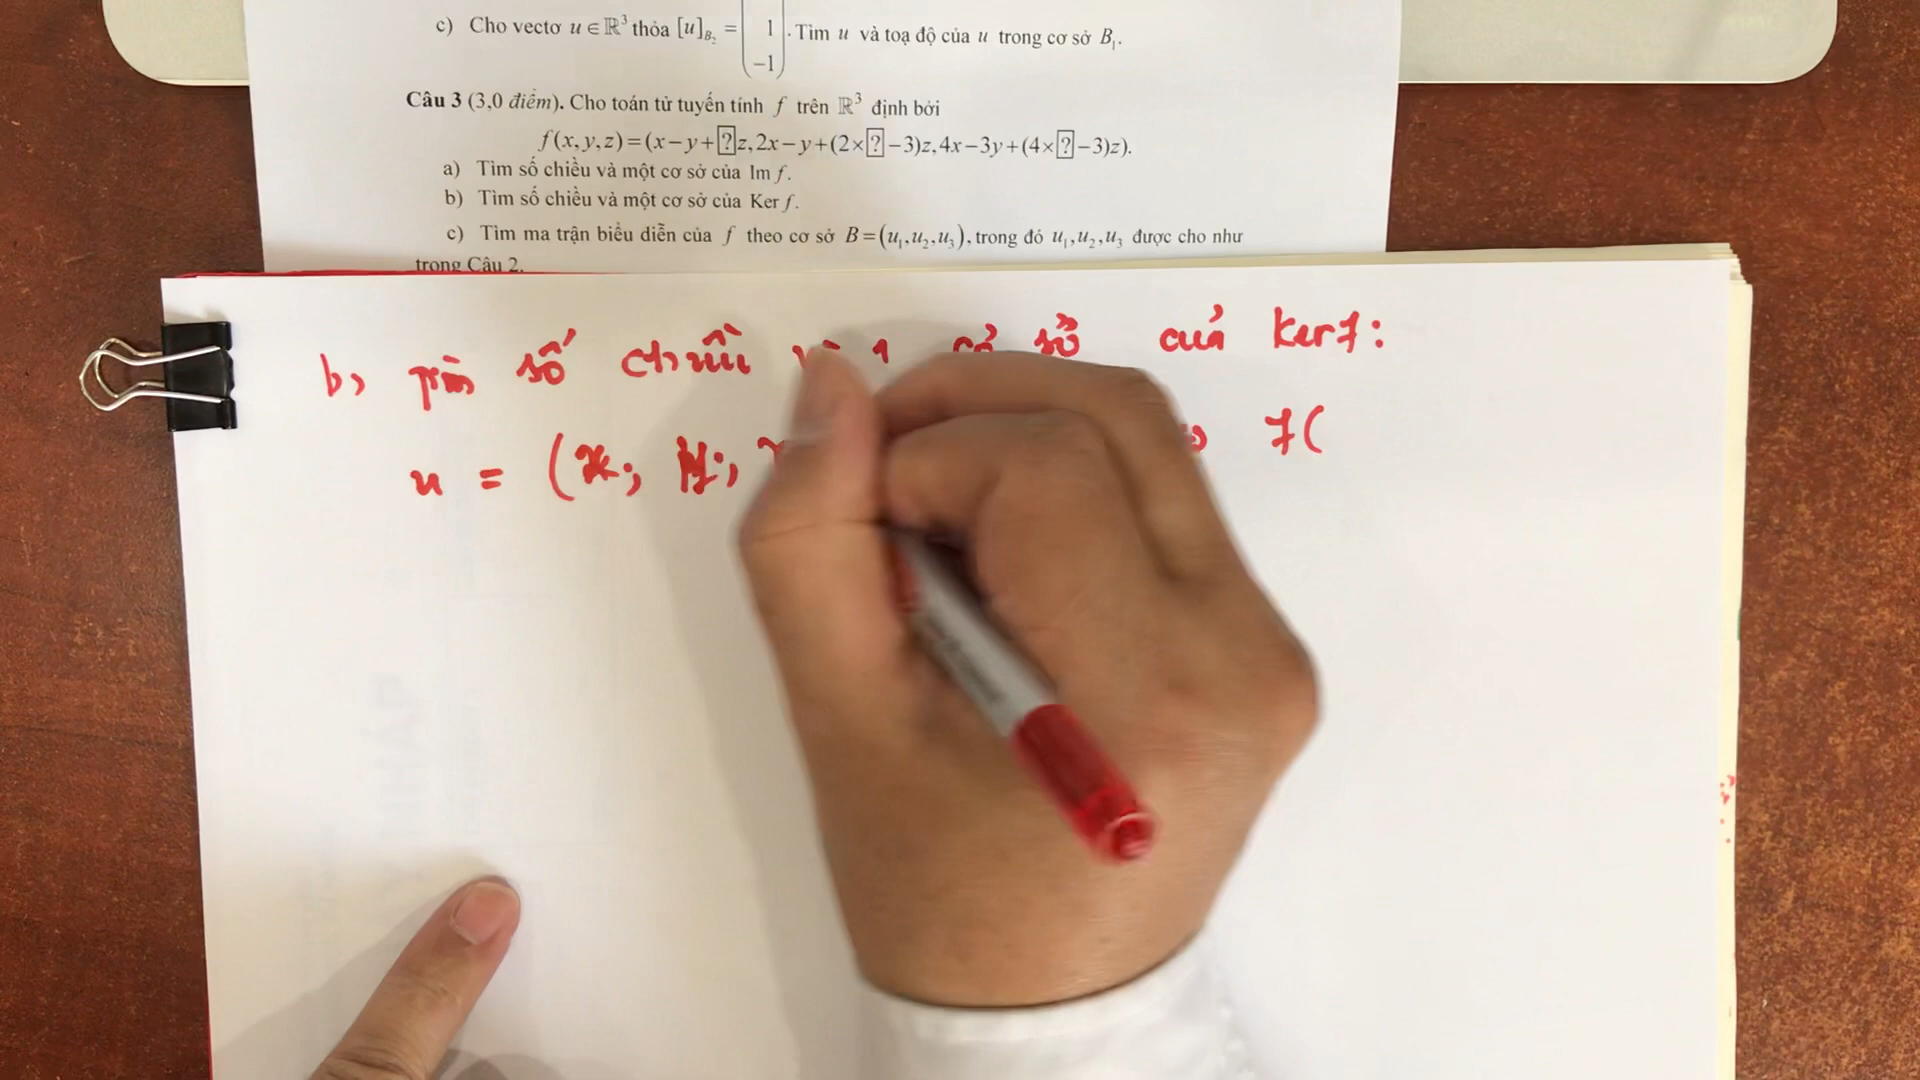 c) Cho vectơ u ∈ ℝ³ thỏa [u]_B₂ = ( 1 −1 ). Tìm u và toạ độ của u trong cơ sở B₁.
Câu 3 (3,0 điểm). Cho toán tử tuyến tính f trên ℝ³ định bởi
f(x, y, z) = (x − y + [?]z, 2x − y + (2×[?] − 3)z, 4x − 3y + (4×[?] − 3)z).
a) Tìm số chiều và một cơ sở của Im f.
b) Tìm số chiều và một cơ sở của Ker f.
c) Tìm ma trận biểu diễn của f theo cơ sở B = (u₁, u₂, u₃), trong đó u₁, u₂, u₃ được cho như
trong Câu 2.
b, Tìm số chiều 1 cơ sở của Ker f:
u = (x; y; f(